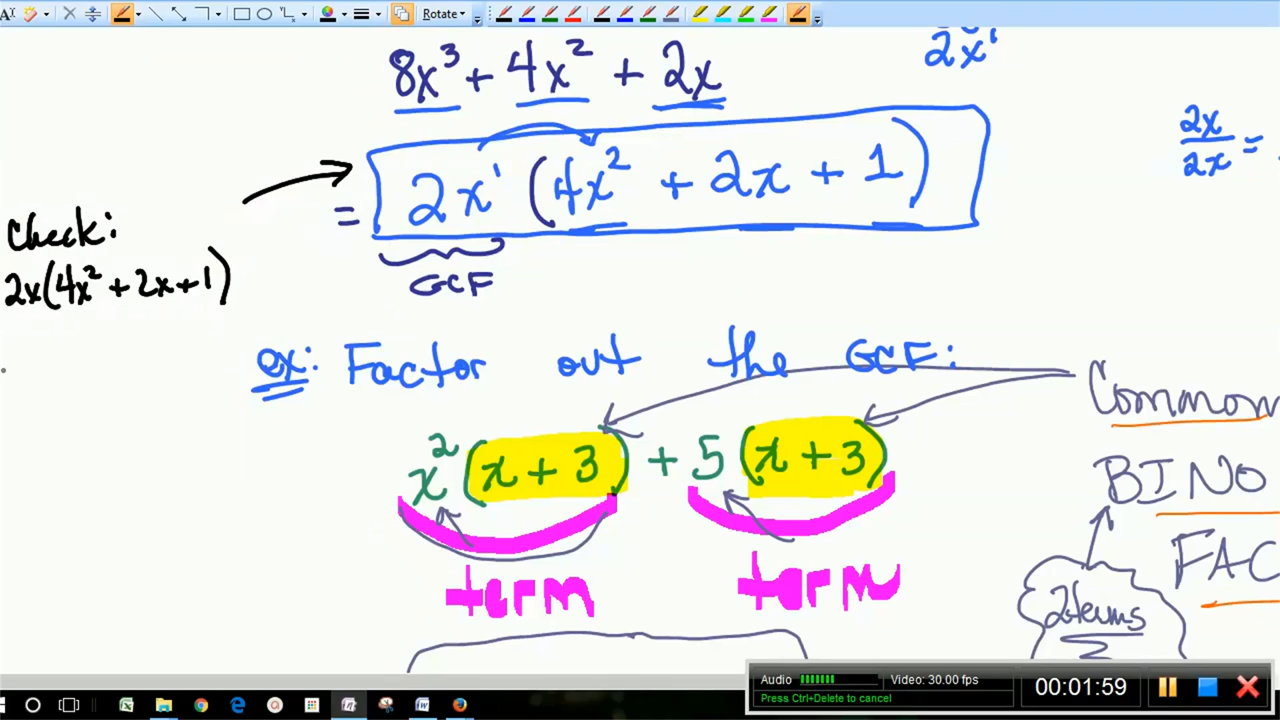 Rotate
8x³ + 4x² + 2x
2x¹
= 2x¹ (4x² + 2x + 1)
2x/2x =
GCF
Check:
2x(4x² + 2x + 1)
ex: Factor out the GCF:
Common
x² (x + 3) + 5 (x + 3)
BINO
FAC
term term
2 terms
Audio Video: 30.00 fps
Press Ctrl+Delete to cancel
00:01:59